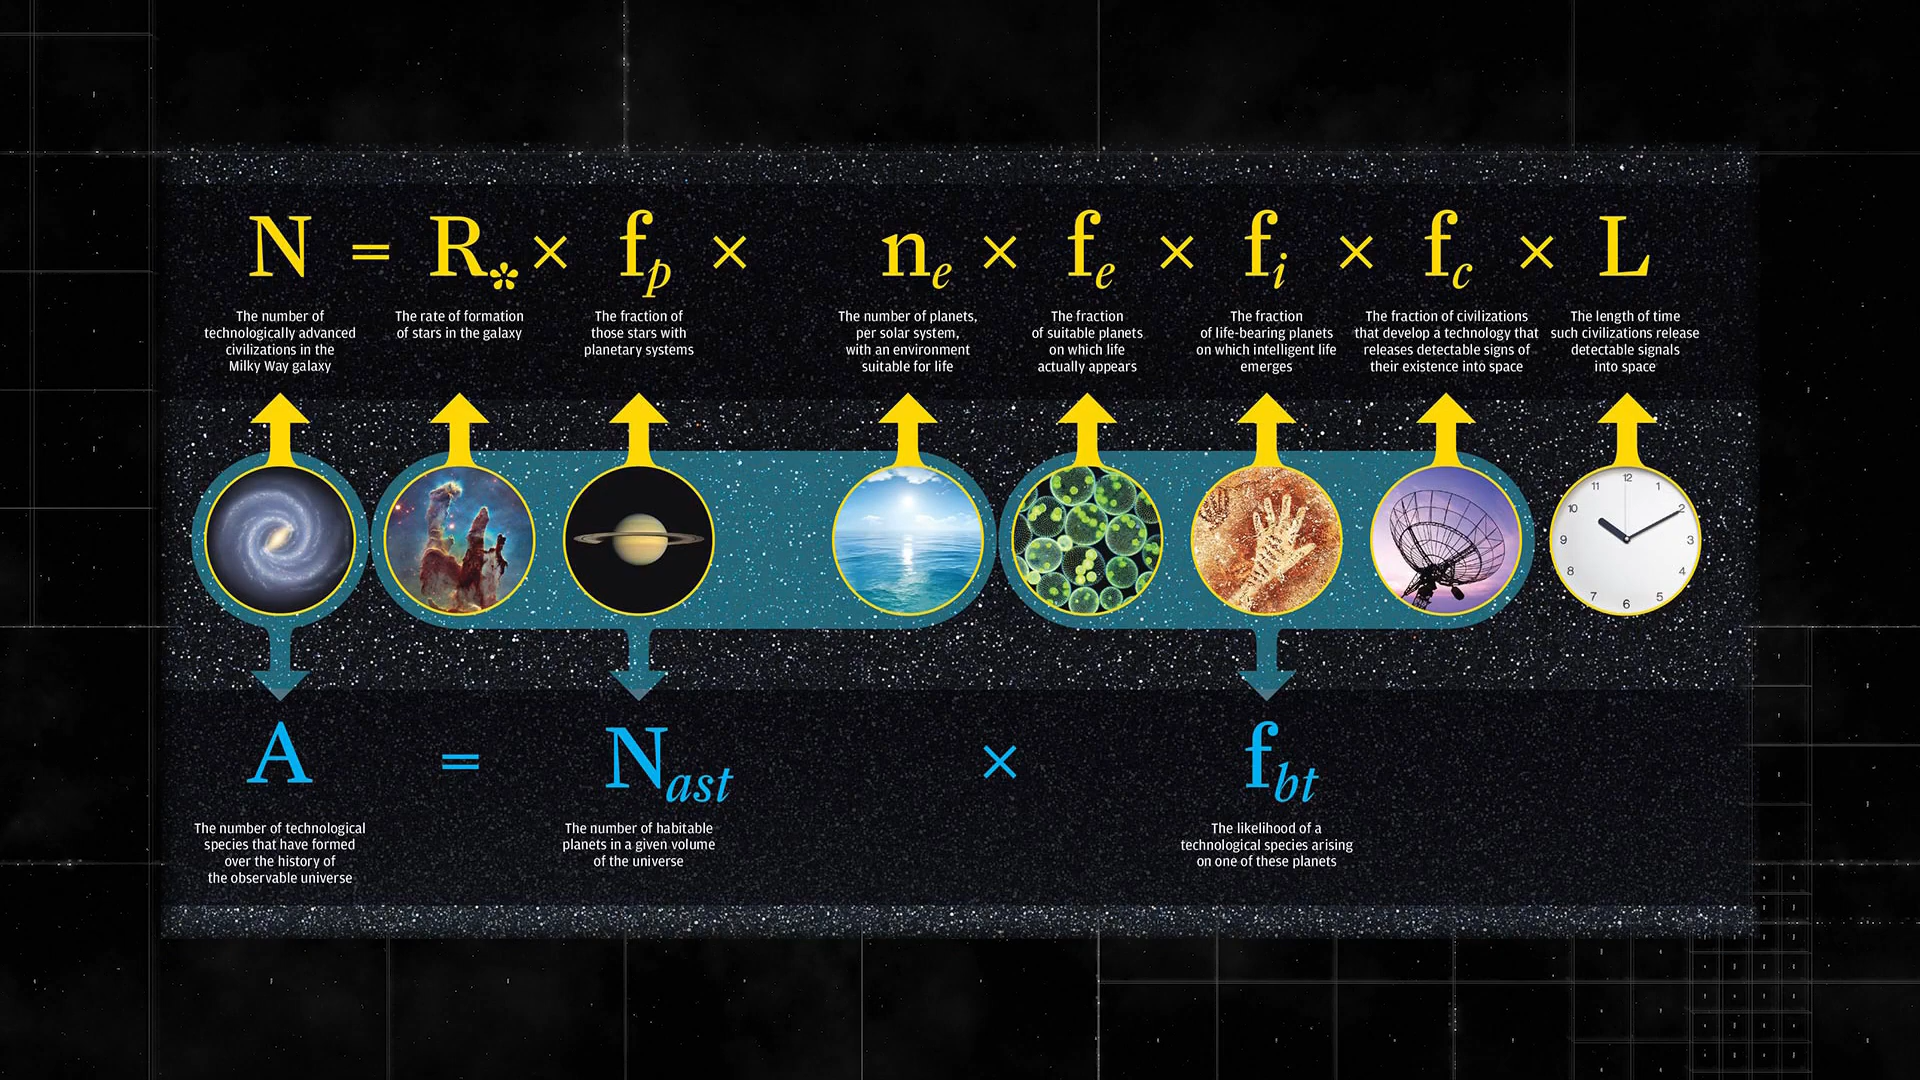 N = R* × fp × ne × fe × fi × fc × L
The number of
technologically advanced
civilizations in the
Milky Way galaxy
The rate of formation
of stars in the galaxy
The fraction of
those stars with
planetary systems
The number of planets,
per solar system,
with an environment
suitable for life
The fraction
of suitable planets
on which life
actually appears
The fraction
of life-bearing planets
on which intelligent life
emerges
The fraction of civilizations
that develop a technology that
releases detectable signs of
their existence into space
The length of time
such civilizations release
detectable signals
into space
12
1
2
3
4
5
6
7
8
9
10
11
A = Nast × fbt
The number of technological
species that have formed
over the history of
the observable universe
The number of habitable
planets in a given volume
of the universe
The likelihood of a
technological species arising
on one of these planets